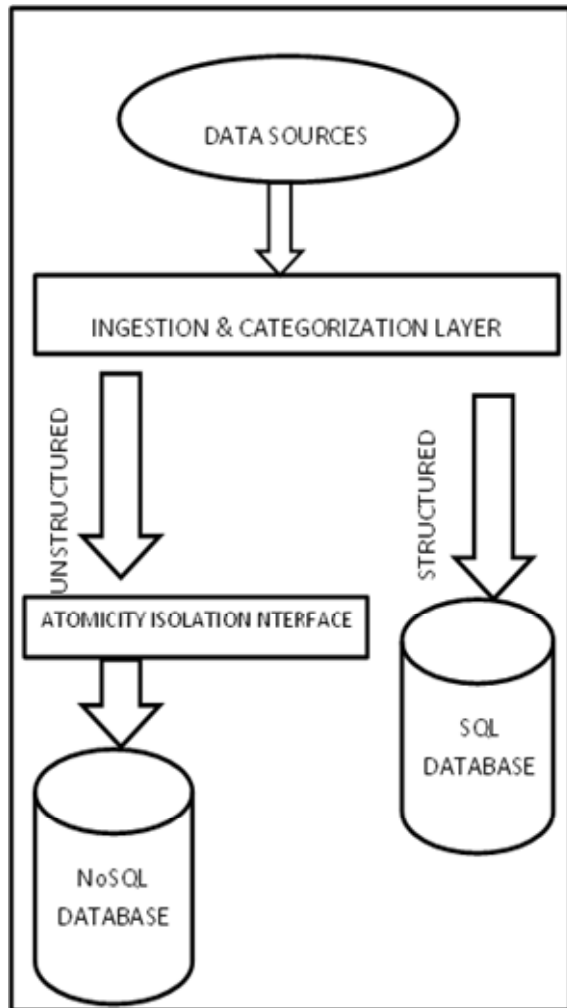 DATA SOURCES
INGESTION & CATEGORIZATION LAYER
UNSTRUCTURED
STRUCTURED
ATOMICITY ISOLATION NTERFACE
SQL
DATABASE
NoSQL
DATABASE